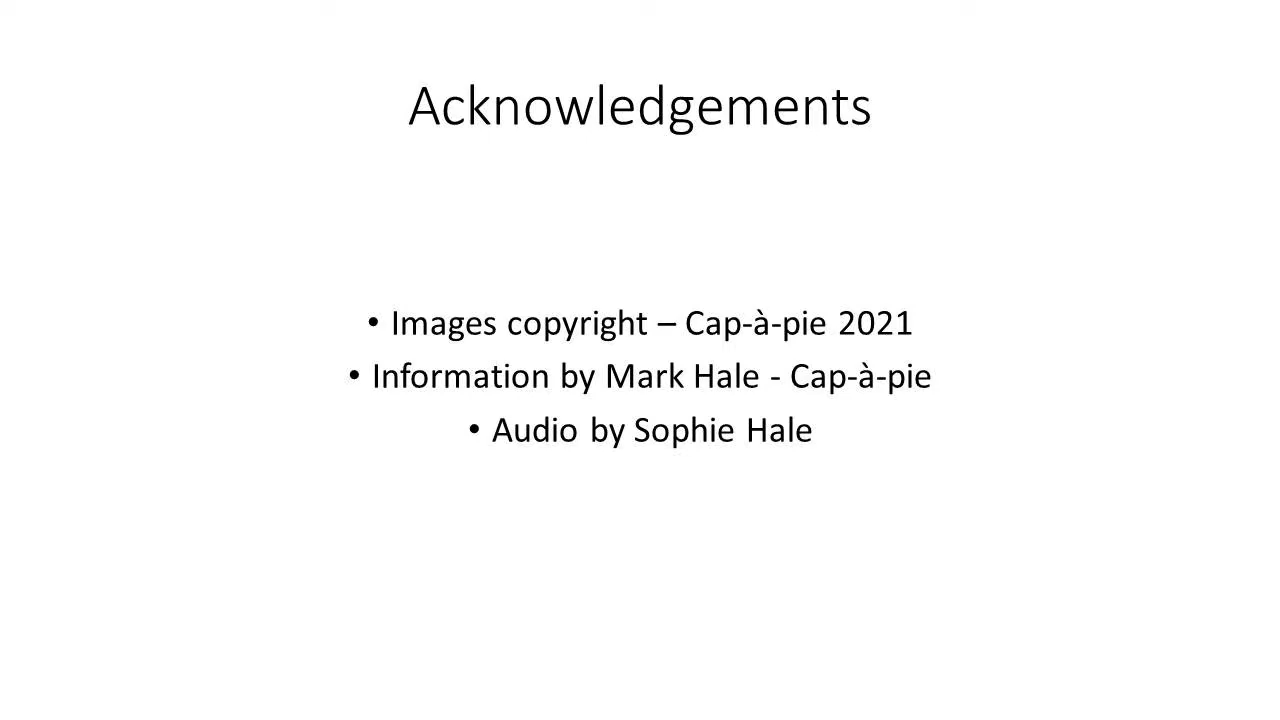 Acknowledgements
• Images copyright – Cap-à-pie 2021
• Information by Mark Hale - Cap-à-pie
• Audio by Sophie Hale